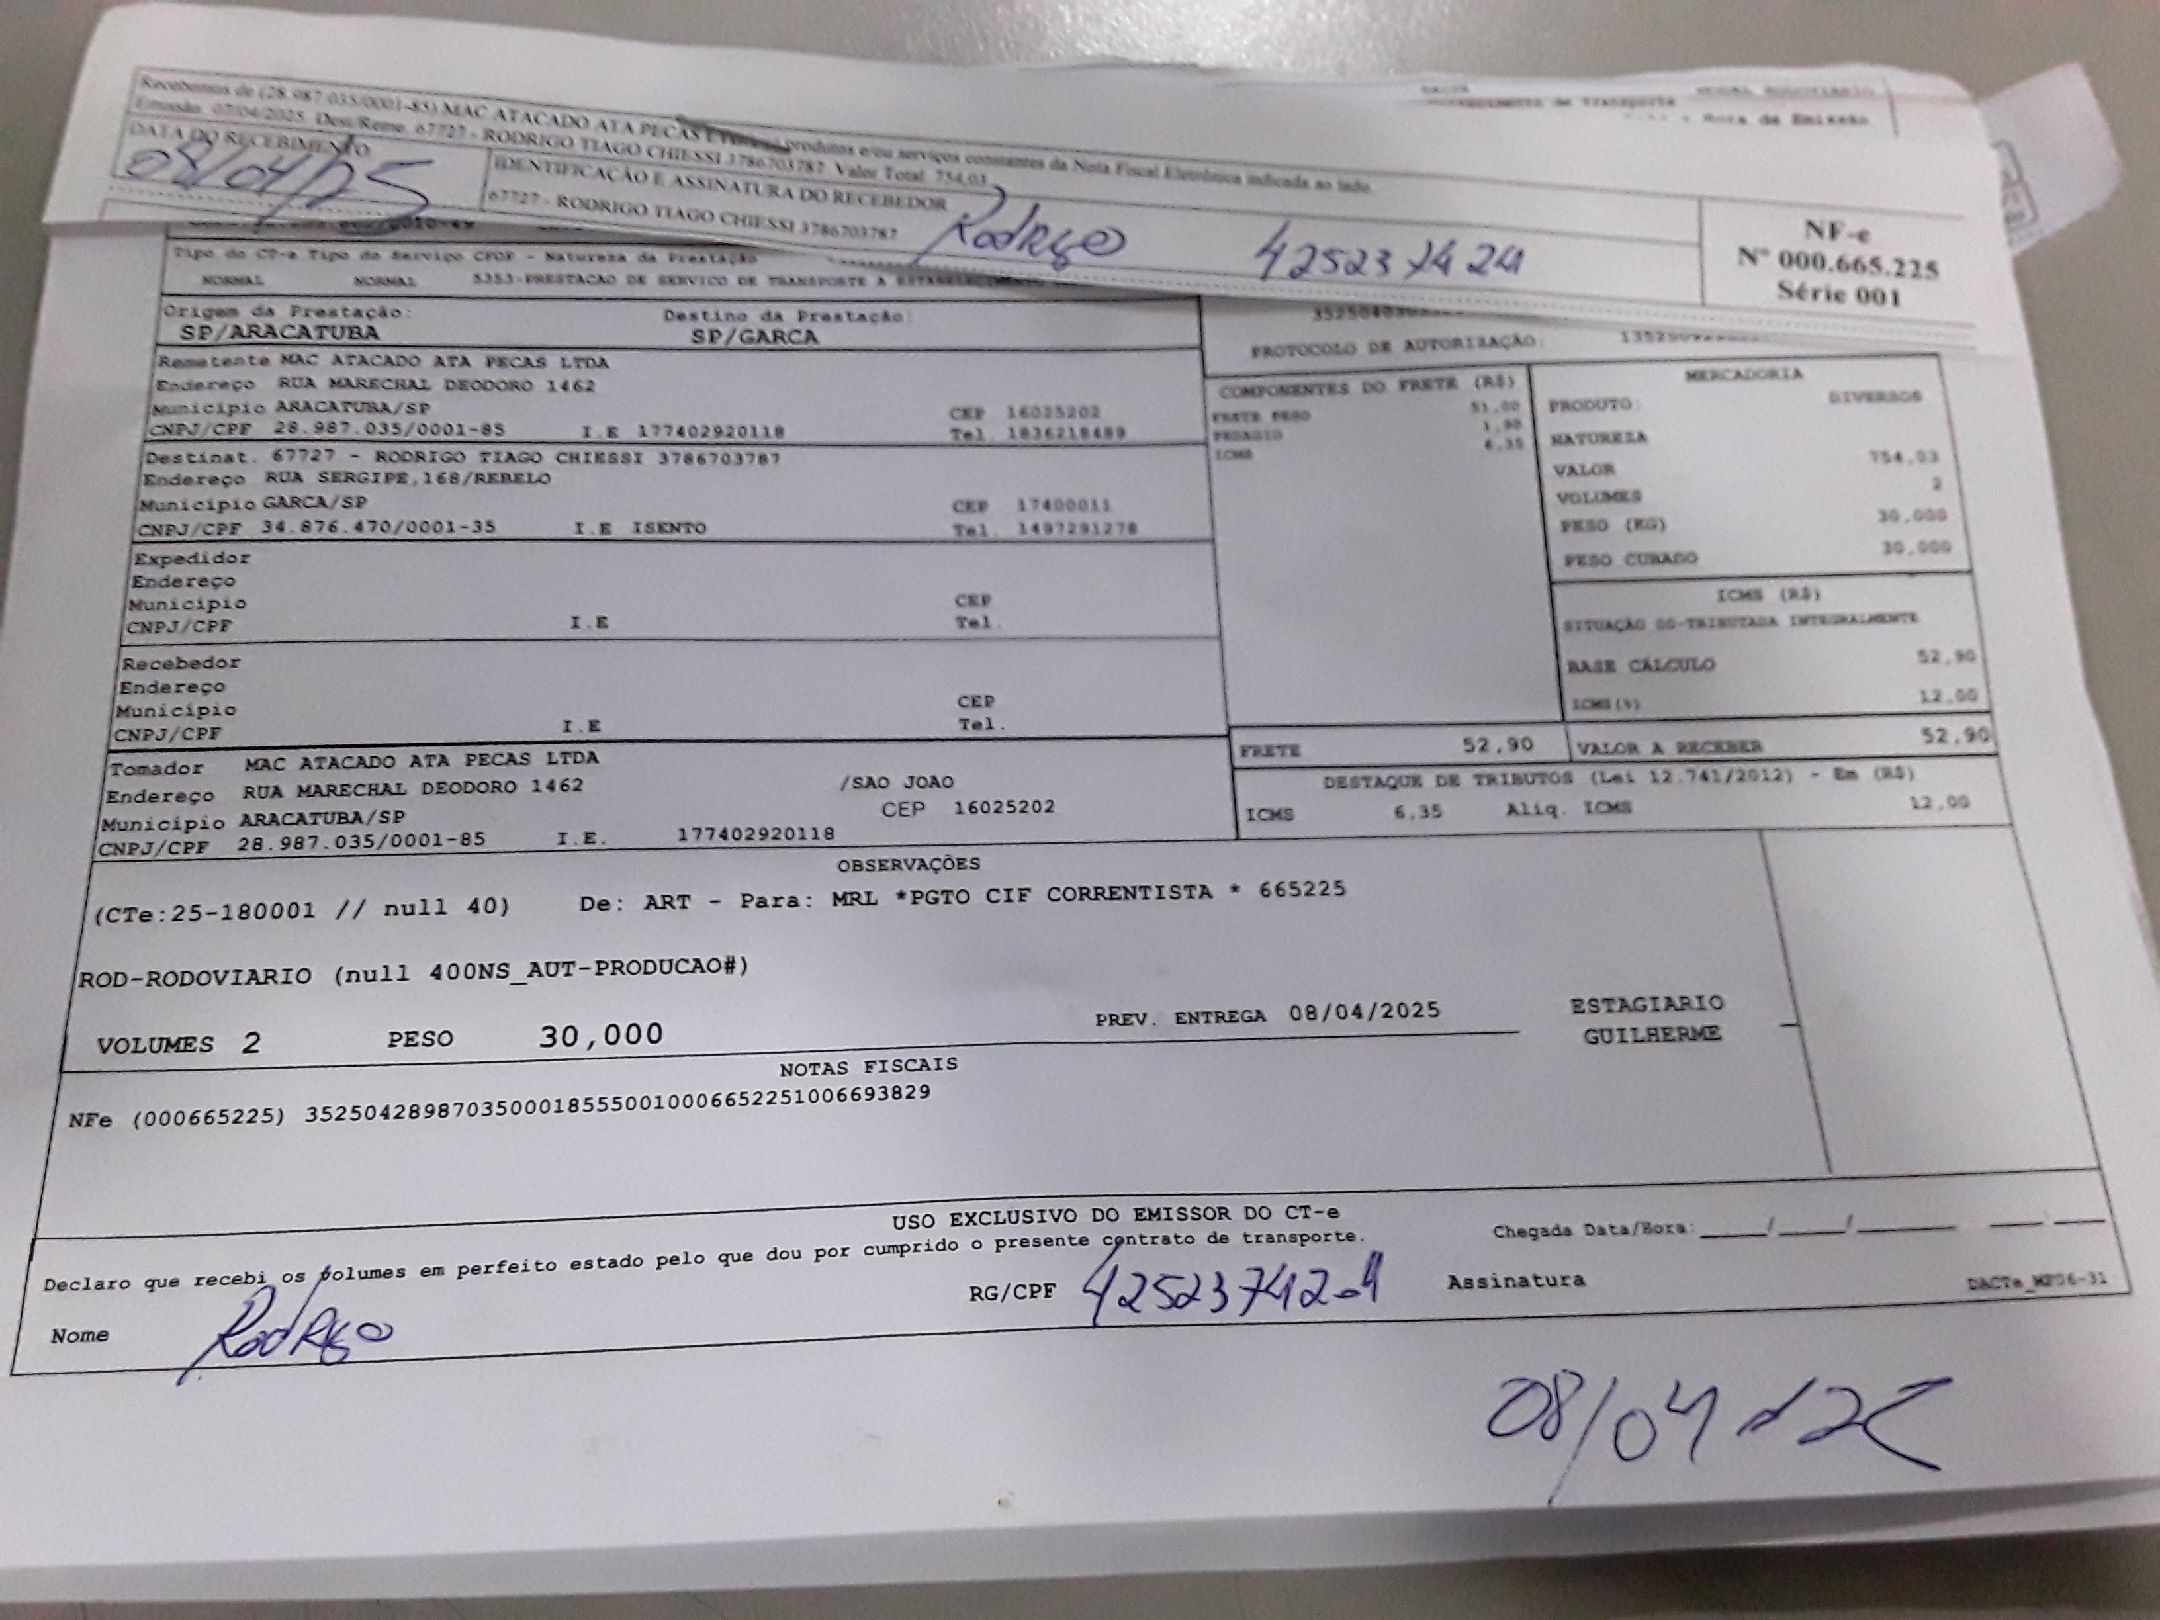 Recebemos de (28.987.035/0001-85) MAC ATACADO ATA PECAS produtos e/ou serviços constantes da Nota Fiscal Eletrônica indicada ao lado.
Emissão: 07/04/2025 Dest/Reme: 67727 - RODRIGO TIAGO CHIESSI 3786703787 Valor Total: 754,03
DATA DO RECEBIMENTO
08/04/25
IDENTIFICAÇÃO E ASSINATURA DO RECEBEDOR
67727 - RODRIGO TIAGO CHIESSI 3786703787
Rodrigo 425237424
NF-e
Nº 000.665.225
Série 001
Hora de Emissão
Tipo do CT-e Tipo do Serviço CFOP - Natureza da Prestação
NORMAL NORMAL 5353-PRESTACAO DE SERVICO DE TRANSPORTE A ESTABELECIMENTO
Origem da Prestação: Destino da Prestação:
SP/ARACATUBA SP/GARCA
PROTOCOLO DE AUTORIZAÇÃO:
Remetente MAC ATACADO ATA PECAS LTDA
Endereço RUA MARECHAL DEODORO 1462
Município ARACATUBA/SP CEP 16025202
CNPJ/CPF 28.987.035/0001-85 I.E 177402920118 Tel. 1836218489
Destinat. 67727 - RODRIGO TIAGO CHIESSI 3786703787
Endereço RUA SERGIPE,168/REBELO
Município GARCA/SP CEP 17400011
CNPJ/CPF 34.876.470/0001-35 I.E ISENTO Tel. 1497291278
Expedidor
Endereço
Município CEP
CNPJ/CPF I.E Tel.
Recebedor
Endereço
Município CEP
CNPJ/CPF I.E Tel.
Tomador MAC ATACADO ATA PECAS LTDA
Endereço RUA MARECHAL DEODORO 1462 /SAO JOAO
Município ARACATUBA/SP CEP 16025202
CNPJ/CPF 28.987.035/0001-85 I.E. 177402920118
COMPONENTES DO FRETE (R$)
FRETE PESO 51,00
PEDAGIO 1,90
ICMS 6,35
MERCADORIA
PRODUTO: DIVERSOS
NATUREZA
VALOR 754,03
VOLUMES 2
PESO (KG) 30,000
PESO CUBADO 30,000
ICMS (R$)
SITUAÇÃO 00-TRIBUTADA INTEGRALMENTE
BASE CÁLCULO 52,90
ICMS(%) 12,00
FRETE 52,90 VALOR A RECEBER 52,90
DESTAQUE DE TRIBUTOS (Lei 12.741/2012) - Em (R$)
ICMS 6,35 Aliq. ICMS 12,00
OBSERVAÇÕES
(CTe:25-180001 // null 40) De: ART - Para: MRL *PGTO CIF CORRENTISTA * 665225
ROD-RODOVIARIO (null 400NS_AUT-PRODUCAO#)
VOLUMES 2 PESO 30,000 PREV. ENTREGA 08/04/2025
ESTAGIARIO
GUILHERME
NOTAS FISCAIS
NFe (000665225) 35250428987035000185550010006652251006693829
USO EXCLUSIVO DO EMISSOR DO CT-e
Declaro que recebi os volumes em perfeito estado pelo que dou por cumprido o presente contrato de transporte.
Chegada Data/Hora:
Nome Rodrigo RG/CPF 425237424 Assinatura
DACTe_MF06-31
08/04